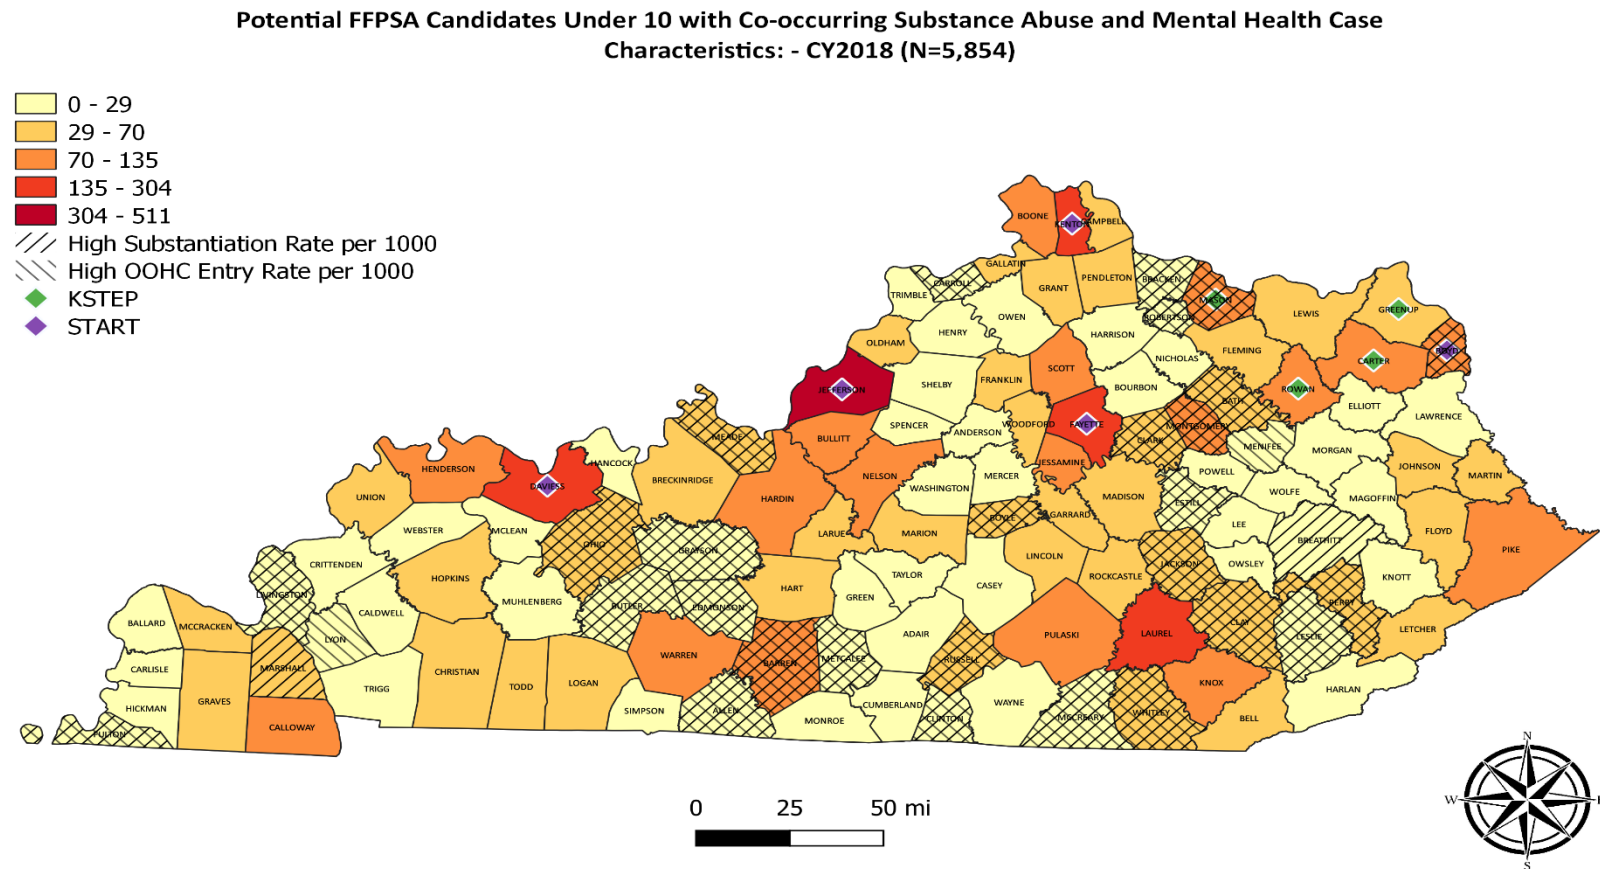 Potential FFPSA Candidates Under 10 with Co-occurring Substance Abuse and Mental Health Case
Characteristics: - CY2018 (N=5,854)
0 - 29
29 - 70
70 - 135
135 - 304
304 - 511
High Substantiation Rate per 1000
High OOHC Entry Rate per 1000
KSTEP
START
BOONE
KENTON
CAMPBELL
GALLATIN
CARROLL
TRIMBLE
GRANT
PENDLETON
BRACKEN
MASON
ROBERTSON
LEWIS
GREENUP
OWEN
HENRY
OLDHAM
HARRISON
NICHOLAS
FLEMING
CARTER
BOYD
JEFFERSON
SHELBY
FRANKLIN
SCOTT
BOURBON
ROWAN
ELLIOTT
LAWRENCE
BATH
SPENCER
ANDERSON
WOODFORD
FAYETTE
CLARK
MONTGOMERY
MENIFEE
MORGAN
BULLITT
MEADE
HANCOCK
HENDERSON
DAVIESS
BRECKINRIDGE
NELSON
WASHINGTON
MERCER
JESSAMINE
POWELL
WOLFE
MAGOFFIN
JOHNSON
MARTIN
UNION
WEBSTER
MCLEAN
HARDIN
LARUE
MARION
BOYLE
GARRARD
MADISON
ESTILL
LEE
BREATHITT
FLOYD
PIKE
OHIO
GRAYSON
CRITTENDEN
HOPKINS
LIVINGSTON
CALDWELL
MUHLENBERG
BUTLER
EDMONSON
HART
GREEN
TAYLOR
CASEY
LINCOLN
ROCKCASTLE
JACKSON
OWSLEY
KNOTT
PERRY
BALLARD
MCCRACKEN
LYON
ADAIR
PULASKI
LAUREL
CLAY
LESLIE
LETCHER
CARLISLE
MARSHALL
CHRISTIAN
TODD
LOGAN
WARREN
BARREN
METCALFE
RUSSELL
KNOX
HARLAN
HICKMAN
GRAVES
TRIGG
SIMPSON
ALLEN
MONROE
CUMBERLAND
CLINTON
WAYNE
MCCREARY
WHITLEY
BELL
FULTON
CALLOWAY
0 25 50 mi
N
W E
S